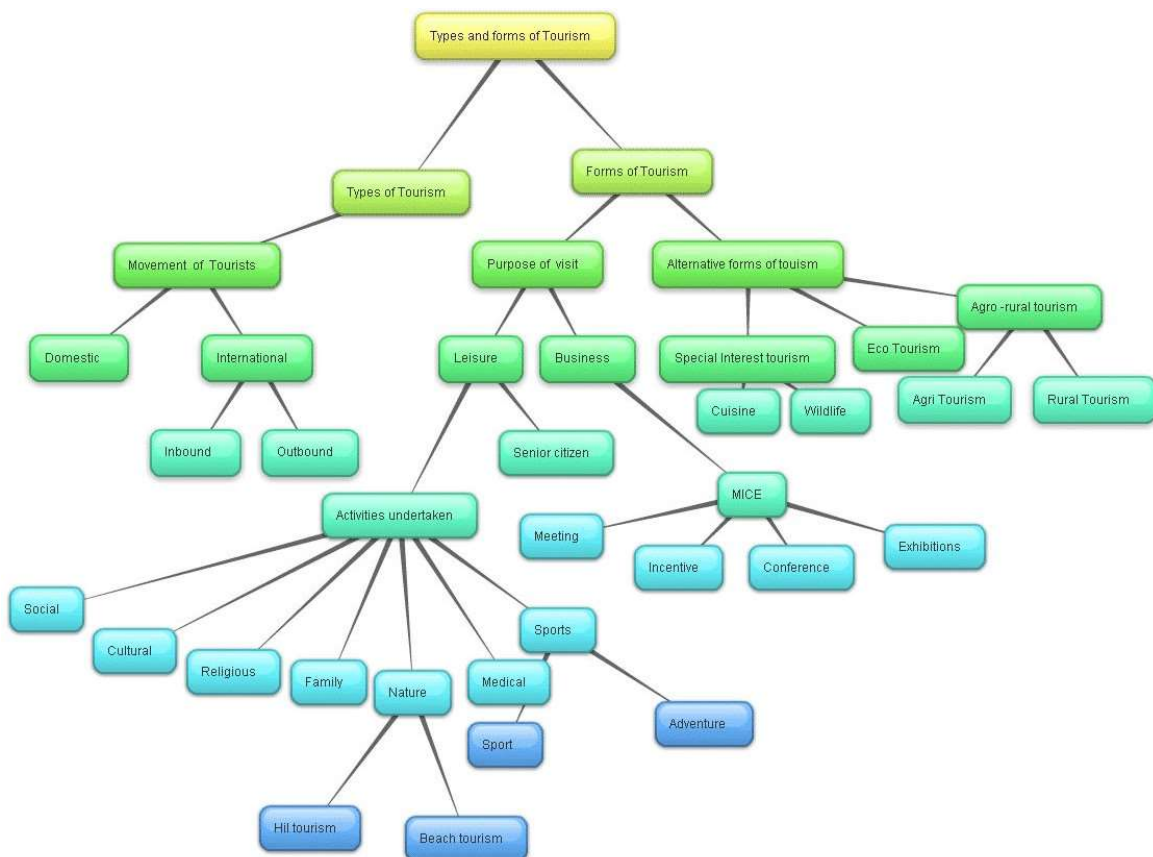 Types and forms of Tourism
Forms of Tourism
Types of Tourism
Movement of Tourists
Purpose of visit
Alternative forms of touism
Agro -rural tourism
Domestic
International
Leisure
Business
Special Interest tourism
Eco Tourism
Cuisine
Wildlife
Agri Tourism
Rural Tourism
Inbound
Outbound
Senior citizen
MICE
Activities undertaken
Meeting
Exhibitions
Incentive
Conference
Social
Cultural
Religious
Family
Nature
Medical
Sports
Sport
Adventure
Hil tourism
Beach tourism